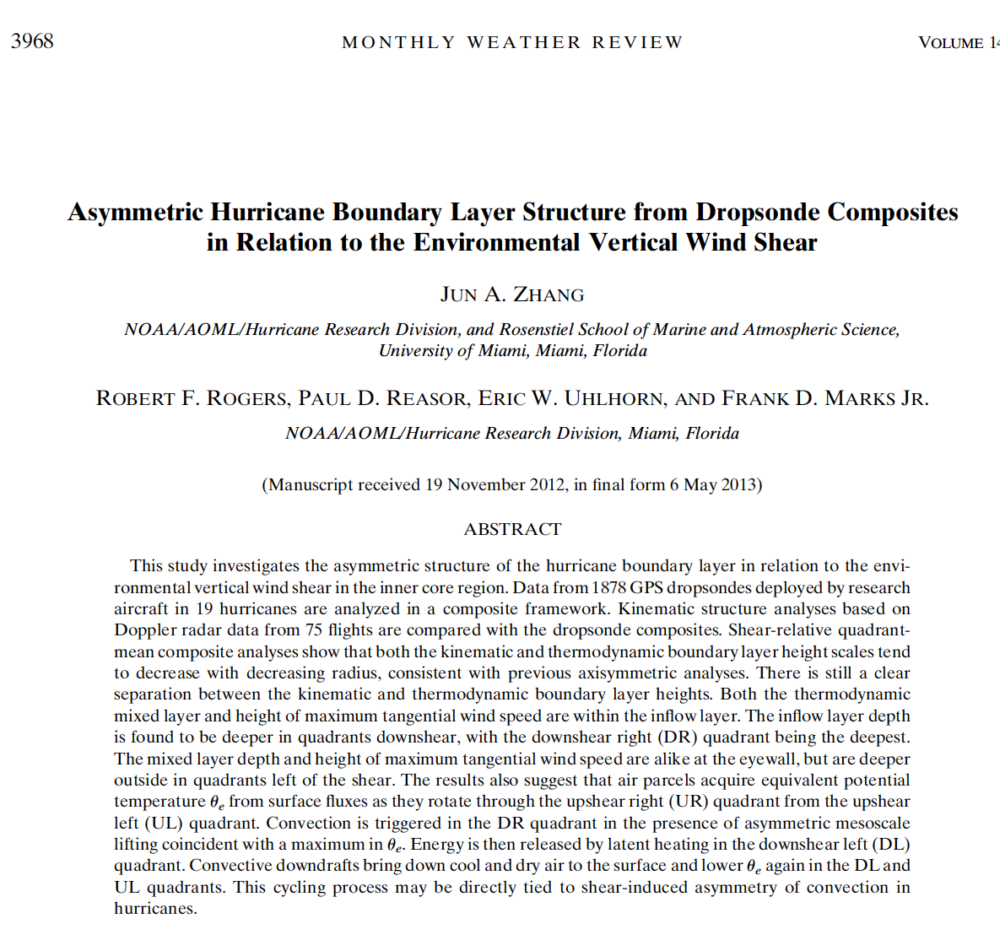 3968
MONTHLY WEATHER REVIEW
VOLUME 14
Asymmetric Hurricane Boundary Layer Structure from Dropsonde Composites
in Relation to the Environmental Vertical Wind Shear
JUN A. ZHANG
NOAA/AOML/Hurricane Research Division, and Rosenstiel School of Marine and Atmospheric Science,
University of Miami, Miami, Florida
ROBERT F. ROGERS, PAUL D. REASOR, ERIC W. UHLHORN, AND FRANK D. MARKS JR.
NOAA/AOML/Hurricane Research Division, Miami, Florida
(Manuscript received 19 November 2012, in final form 6 May 2013)
ABSTRACT
This study investigates the asymmetric structure of the hurricane boundary layer in relation to the envi-
ronmental vertical wind shear in the inner core region. Data from 1878 GPS dropsondes deployed by research
aircraft in 19 hurricanes are analyzed in a composite framework. Kinematic structure analyses based on
Doppler radar data from 75 flights are compared with the dropsonde composites. Shear-relative quadrant-
mean composite analyses show that both the kinematic and thermodynamic boundary layer height scales tend
to decrease with decreasing radius, consistent with previous axisymmetric analyses. There is still a clear
separation between the kinematic and thermodynamic boundary layer heights. Both the thermodynamic
mixed layer and height of maximum tangential wind speed are within the inflow layer. The inflow layer depth
is found to be deeper in quadrants downshear, with the downshear right (DR) quadrant being the deepest.
The mixed layer depth and height of maximum tangential wind speed are alike at the eyewall, but are deeper
outside in quadrants left of the shear. The results also suggest that air parcels acquire equivalent potential
temperature θe from surface fluxes as they rotate through the upshear right (UR) quadrant from the upshear
left (UL) quadrant. Convection is triggered in the DR quadrant in the presence of asymmetric mesoscale
lifting coincident with a maximum in θe. Energy is then released by latent heating in the downshear left (DL)
quadrant. Convective downdrafts bring down cool and dry air to the surface and lower θe again in the DL and
UL quadrants. This cycling process may be directly tied to shear-induced asymmetry of convection in
hurricanes.